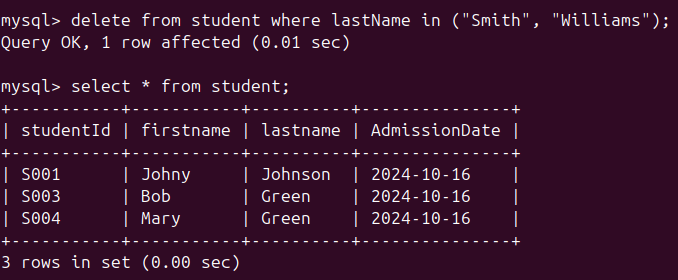 mysql> delete from student where lastName in ("Smith", "Williams");
Query OK, 1 row affected (0.01 sec)

mysql> select * from student;
+-----------+-----------+----------+---------------+
| studentId | firstname | lastname | AdmissionDate |
+-----------+-----------+----------+---------------+
| S001      | Johny     | Johnson  | 2024-10-16    |
| S003      | Bob       | Green    | 2024-10-16    |
| S004      | Mary      | Green    | 2024-10-16    |
+-----------+-----------+----------+---------------+
3 rows in set (0.00 sec)